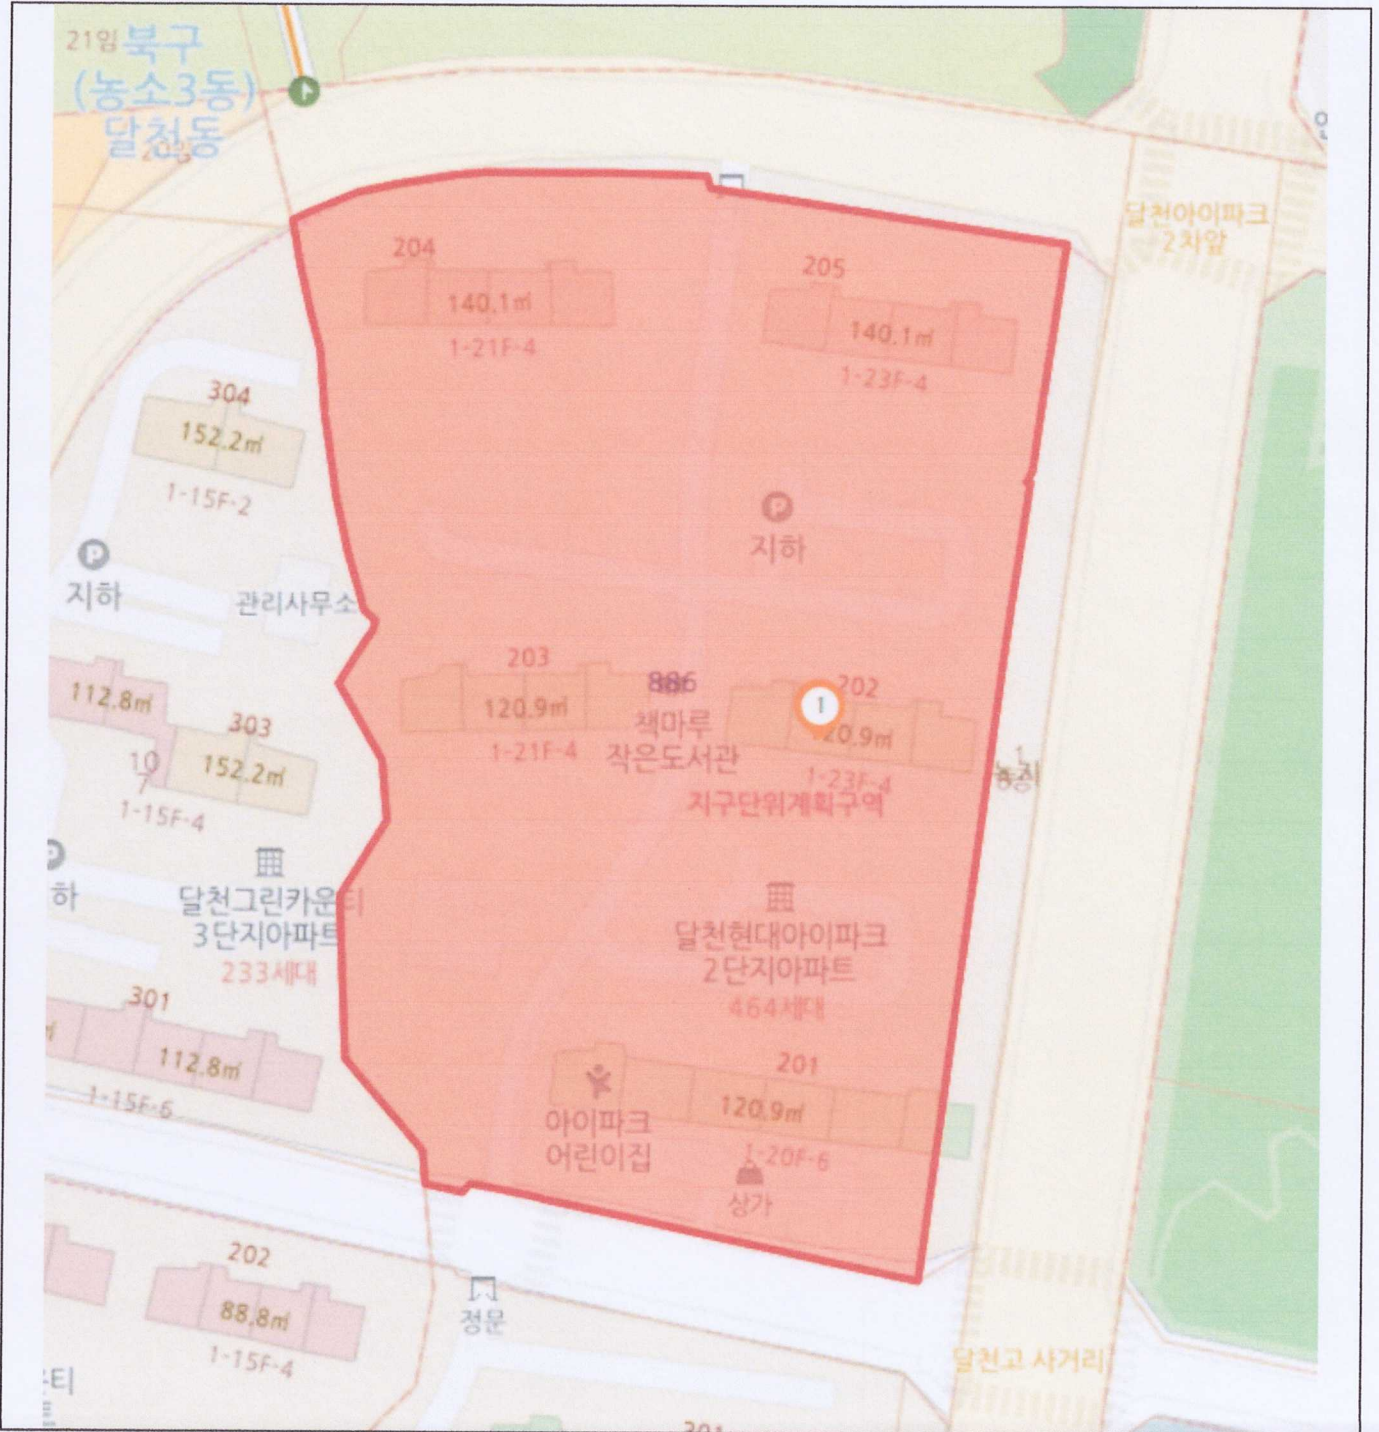 21임
북구
(농소3동)
달천동
달천아이파크
2차앞
204
140.1㎡
1-21F-4
205
140.1㎡
1-23F-4
304
152.2㎡
1-15F-2
P
지하
P
지하
관리사무소
203
120.9㎡
1-21F-4
886
책마루
작은도서관
202
1
20.9㎡
1-23F-4
지구단위계획구역
112.8㎡
303
152.2㎡
10
7
1-15F-4
하
달천그린카운티
3단지아파트
233세대
달천현대아이파크
2단지아파트
464세대
301
112.8㎡
1-15F-6
201
120.9㎡
1-20F-6
아이파크
어린이집
상가
202
88.8㎡
1-15F-4
정문
달천고 사거리
티
301